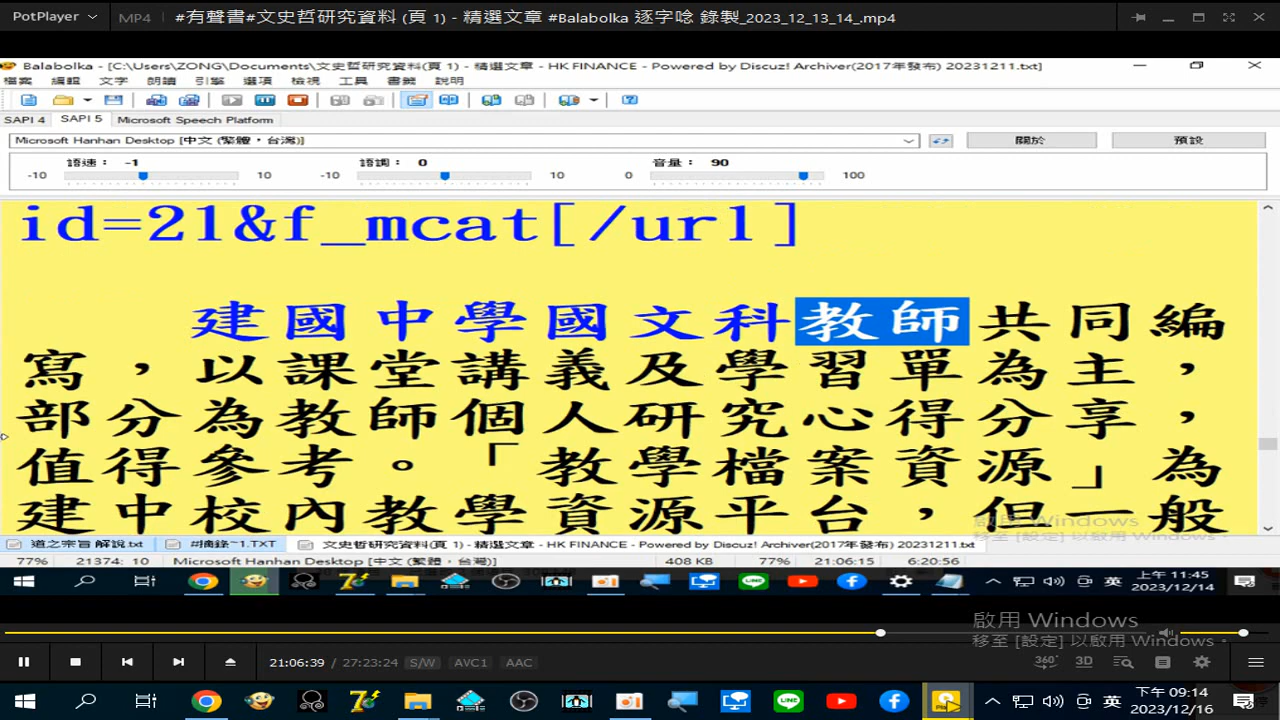 PotPlayer MP4 #有聲書#文史哲研究資料 (頁 1) - 精選文章 #Balabolka 逐字唸 錄製_2023_12_13_14_.mp4
Balabolka - [C:\Users\ZONG\Documents\文史哲研究資料(頁 1) - 精選文章 - HK FINANCE - Powered by Discuz! Archiver(2017年發布) 20231211.txt]
檔案 編輯 文字 朗讀 引擎 選項 檢視 工具 書籤 說明
SAPI 4 SAPI 5 Microsoft Speech Platform
Microsoft Hanhan Desktop [中文 (繁體，台灣)] 關於 預設
語速： -1 語調： 0 音量： 90
-10 10 -10 10 0 100
id=21&f_mcat[/url]
建國中學國文科教師共同編
寫，以課堂講義及學習單為主，
部分為教師個人研究心得分享，
值得參考。「教學檔案資源」為
建中校內教學資源平台，但一般
啟用 Windows
移至 [設定] 以啟用 Windows。
道之宗旨 解說.txt #摘錄~1.TXT 文史哲研究資料(頁 1) - 精選文章 - HK FINANCE - Powered by Discuz! Archiver(2017年發布) 20231211.txt
77% 21374: 10 Microsoft Hanhan Desktop [中文 (繁體，台灣)] 408 KB 77% 21:06:15 6:20:56
英 上午 11:45
2023/12/14
啟用 Windows
移至 [設定] 以啟用 Windows。
21:06:39 / 27:23:24 S/W AVC1 AAC 360° 3D
英 下午 09:14
2023/12/16